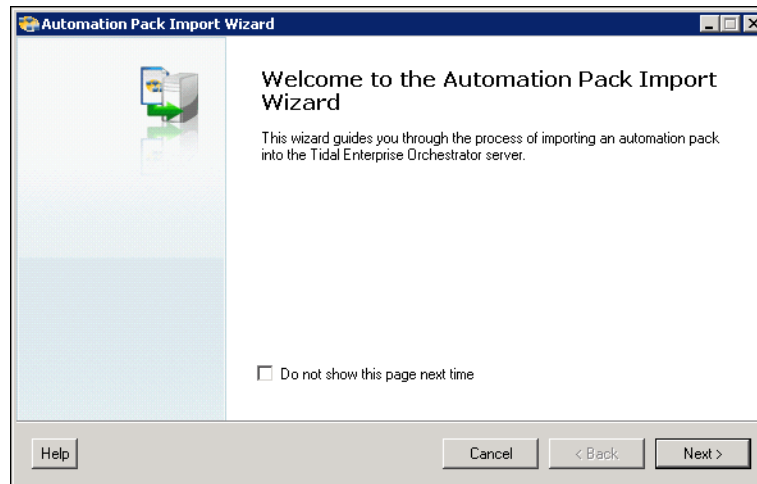 Automation Pack Import Wizard
Welcome to the Automation Pack Import
Wizard
This wizard guides you through the process of importing an automation pack
into the Tidal Enterprise Orchestrator server.
Do not show this page next time
Help
Cancel
< Back
Next >